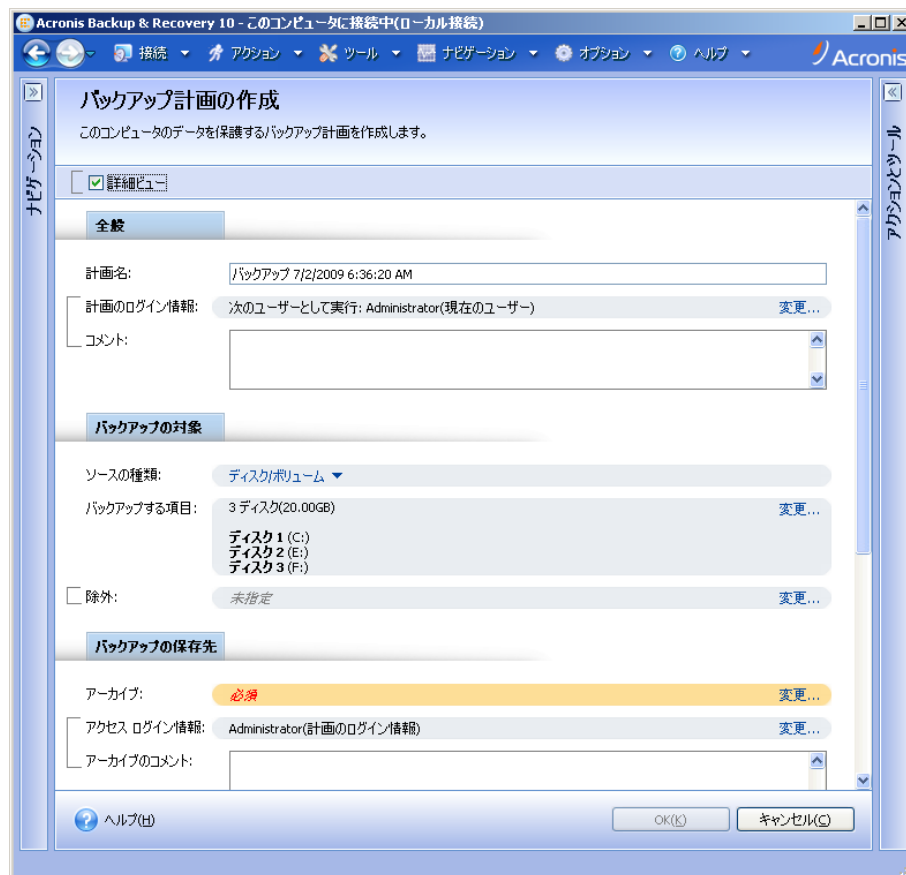 Acronis Backup & Recovery 10 - このコンピュータに接続中(ローカル接続)
接続 アクション ツール ナビゲーション オプション ヘルプ Acronis
ナビゲーション
バックアップ計画の作成
このコンピュータのデータを保護するバックアップ計画を作成します。
詳細ビュー
全般
計画名: バックアップ 7/2/2009 6:36:20 AM
計画のログイン情報: 次のユーザーとして実行: Administrator(現在のユーザー) 変更...
コメント:
バックアップの対象
ソースの種類: ディスク/ボリューム
バックアップする項目: 3 ディスク(20.00GB) 変更...
ディスク 1 (C:)
ディスク 2 (E:)
ディスク 3 (F:)
除外: 未指定 変更...
バックアップの保存先
アーカイブ: 必須 変更...
アクセス ログイン情報: Administrator(計画のログイン情報) 変更...
アーカイブのコメント:
ヘルプ(H) OK(K) キャンセル(C)
アクションとツール